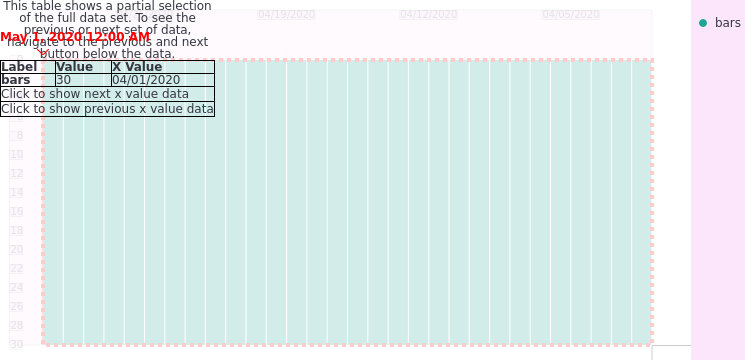 This table shows a partial selection
of the full data set. To see the
previous or next set of data,
navigate to the previous and next
button below the data.
May 1, 2020 12:00 AM
04/19/2020
04/12/2020
04/05/2020
bars
Label Value X Value
bars 30 04/01/2020
Click to show next x value data
Click to show previous x value data
8
10
12
14
16
18
20
22
24
26
28
30